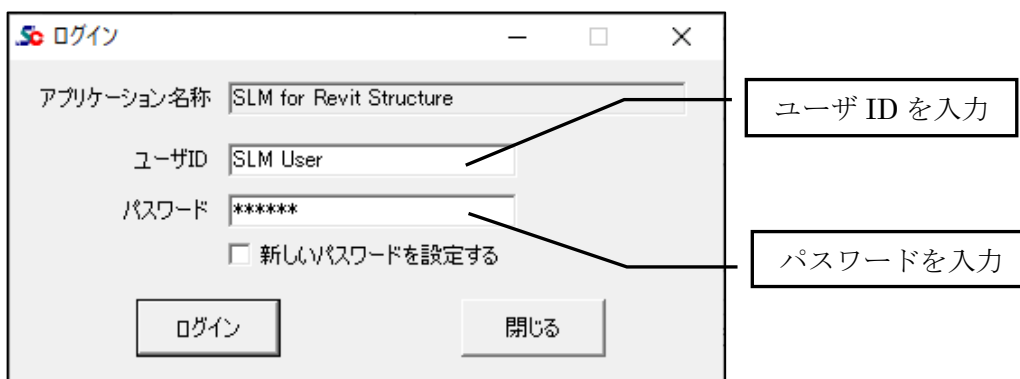 Sc ログイン
アプリケーション名称 SLM for Revit Structure
ユーザ ID を入力
ユーザID SLM User
パスワード ******
新しいパスワードを設定する
パスワードを入力
ログイン 閉じる